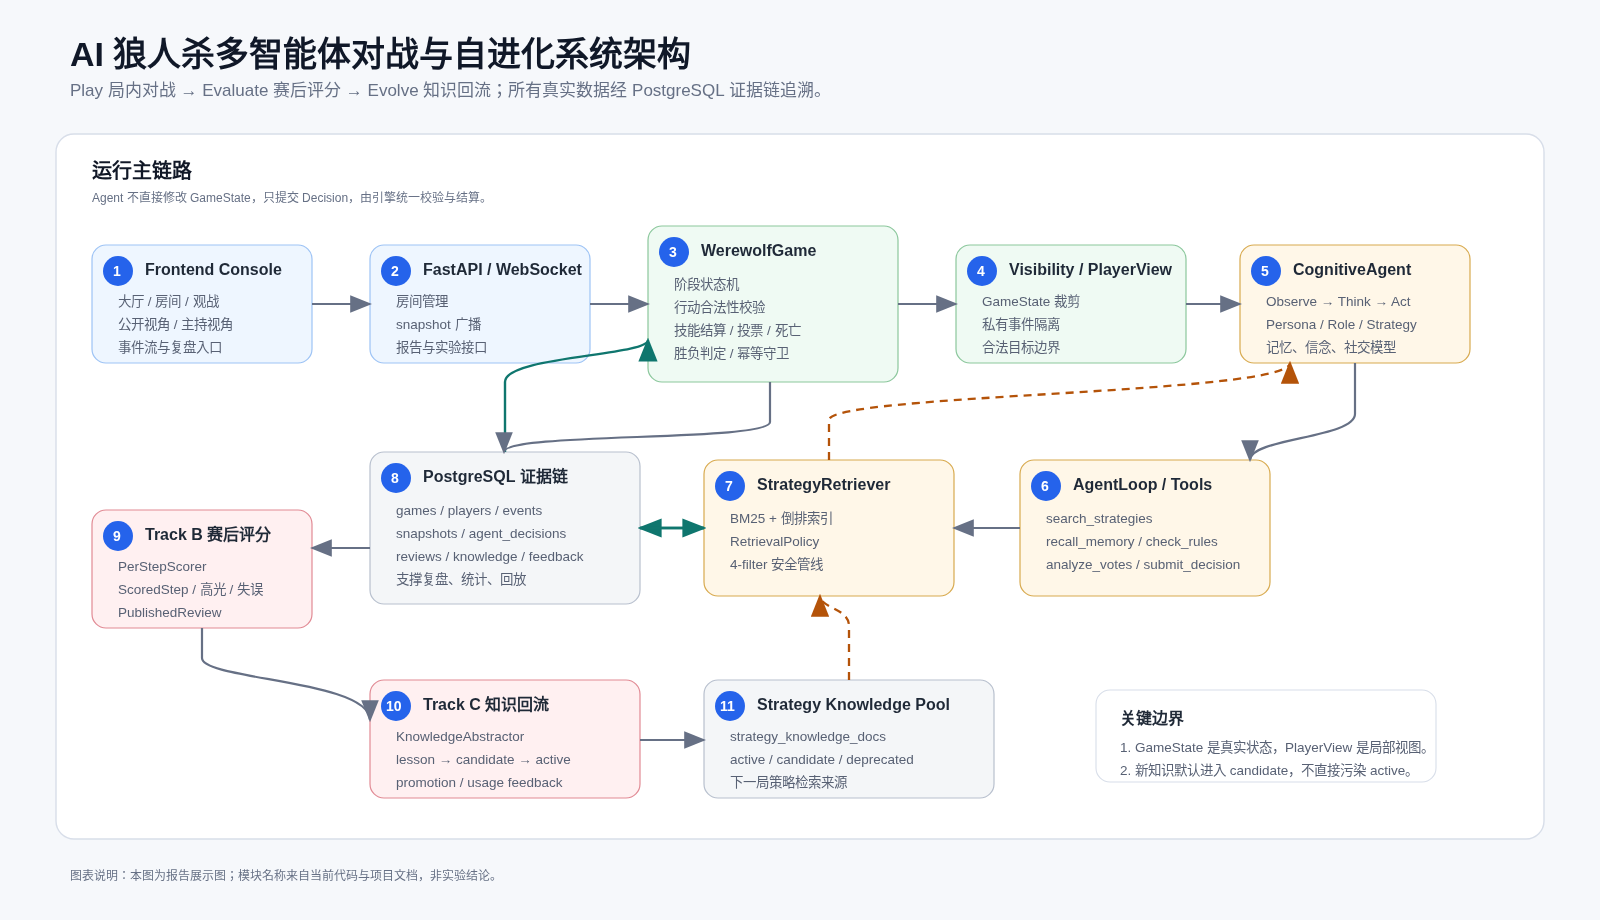 AI 狼人杀多智能体对战与自进化系统架构
Play 局内对战 → Evaluate 赛后评分 → Evolve 知识回流；所有真实数据经 PostgreSQL 证据链追溯。
运行主链路
Agent 不直接修改 GameState，只提交 Decision，由引擎统一校验与结算。
1 Frontend Console
大厅 / 房间 / 观战
公开视角 / 主持视角
事件流与复盘入口
2 FastAPI / WebSocket
房间管理
snapshot 广播
报告与实验接口
3 WerewolfGame
阶段状态机
行动合法性校验
技能结算 / 投票 / 死亡
胜负判定 / 幂等守卫
4 Visibility / PlayerView
GameState 裁剪
私有事件隔离
合法目标边界
5 CognitiveAgent
Observe → Think → Act
Persona / Role / Strategy
记忆、信念、社交模型
6 AgentLoop / Tools
search_strategies
recall_memory / check_rules
analyze_votes / submit_decision
7 StrategyRetriever
BM25 + 倒排索引
RetrievalPolicy
4-filter 安全管线
8 PostgreSQL 证据链
games / players / events
snapshots / agent_decisions
reviews / knowledge / feedback
支撑复盘、统计、回放
9 Track B 赛后评分
PerStepScorer
ScoredStep / 高光 / 失误
PublishedReview
10 Track C 知识回流
KnowledgeAbstractor
lesson → candidate → active
promotion / usage feedback
11 Strategy Knowledge Pool
strategy_knowledge_docs
active / candidate / deprecated
下一局策略检索来源
关键边界
1. GameState 是真实状态，PlayerView 是局部视图。
2. 新知识默认进入 candidate，不直接污染 active。
图表说明：本图为报告展示图；模块名称来自当前代码与项目文档，非实验结论。